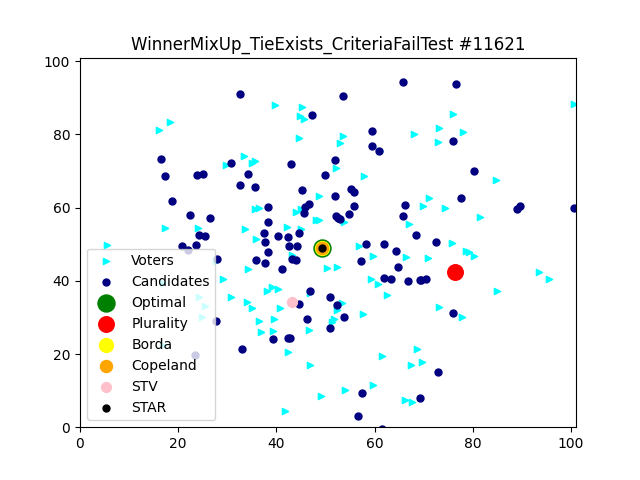 WinnerMixUp_TieExists_CriteriaFailTest #11621
100
80
60
40
20
0
0 20 40 60 80 100
Voters
Candidates
Optimal
Plurality
Borda
Copeland
STV
STAR